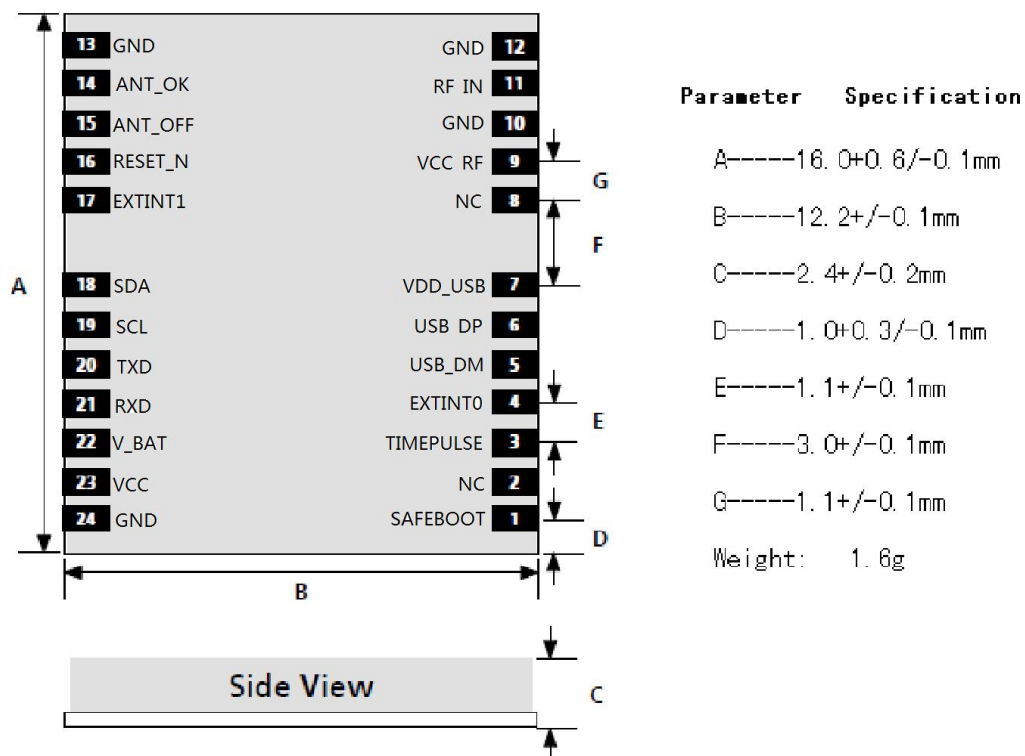 13 GND GND 12
14 ANT_OK RF IN 11
15 ANT_OFF GND 10
16 RESET_N VCC RF 9
17 EXTINT1 NC 8
G
F
A
18 SDA VDD_USB 7
19 SCL USB DP 6
20 TXD USB_DM 5
21 RXD EXTINT0 4
22 V_BAT TIMEPULSE 3
23 VCC NC 2
24 GND SAFEBOOT 1
E
D
B
Side View
C
Parameter Specification
A-----16.0+0.6/-0.1mm
B-----12.2+/-0.1mm
C-----2.4+/-0.2mm
D-----1.0+0.3/-0.1mm
E-----1.1+/-0.1mm
F-----3.0+/-0.1mm
G-----1.1+/-0.1mm
Weight: 1.6g